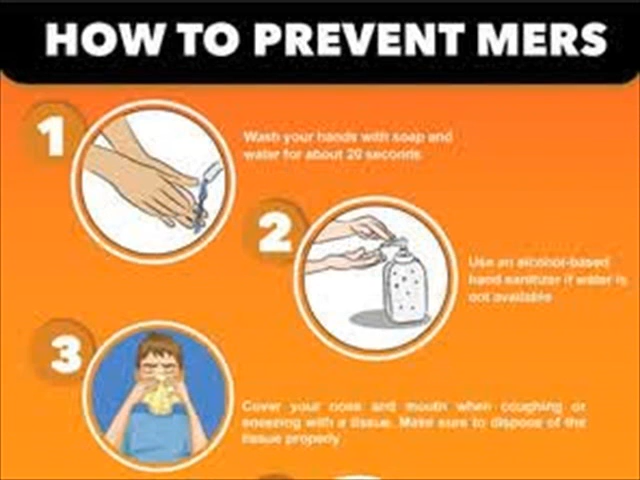 HOW TO PREVENT MERS
1
Wash your hands with soap and
water for about 20 seconds
2
Use an alcohol-based
hand sanitizer if water is
not available
3
Cover your nose and mouth when coughing or
sneezing with a tissue. Make sure to dispose of the
tissue properly